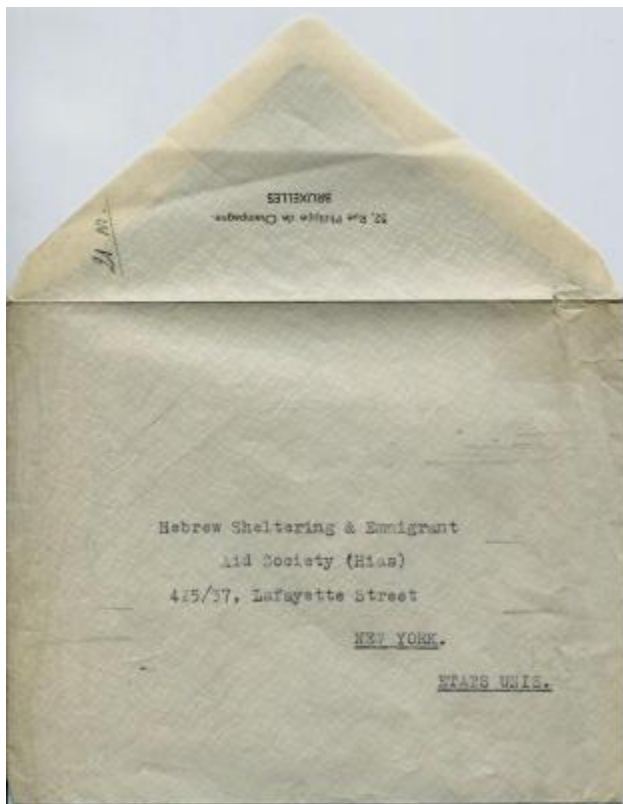 52, Rue Philippe de Champagne.
BRUXELLES
Hebrew Sheltering & Emmigrant
Aid Society (Hias)
425/37, Lafayette Street
NEW YORK.
ETATS UNIS.